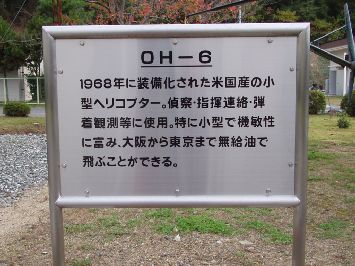 OH－6
1968年に装備化された米国産の小
型ヘリコプター。偵察・指揮連絡・弾
着観測等に使用。特に小型で機敏性
に富み、大阪から東京まで無給油で
飛ぶことができる。